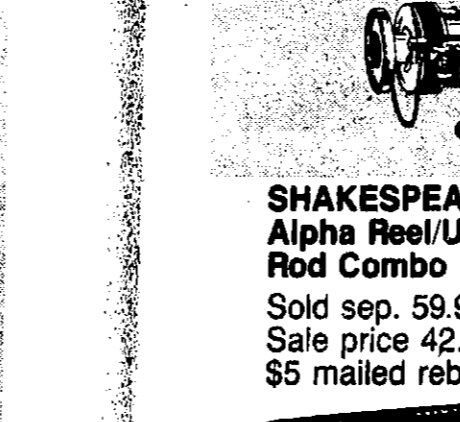 SHAKESPEA
Alpha Reel/U
Rod Combo
Sold sep. 59.9
Sale price 42.
$5 mailed reb